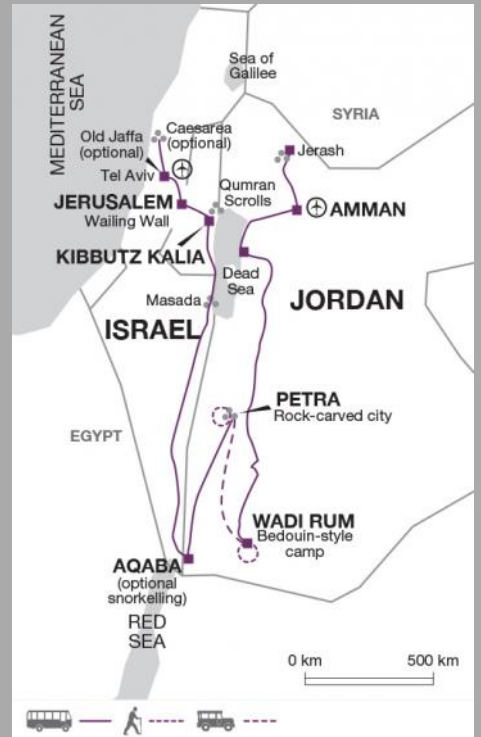 MEDITERRANEAN
SEA
Sea of
Galilee
SYRIA
Old Jaffa
(optional)
Caesarea
(optional)
Jerash
Tel Aviv
Qumran
Scrolls
JERUSALEM
Wailing Wall
AMMAN
KIBBUTZ KALIA
Dead
Sea
Masada
JORDAN
ISRAEL
PETRA
Rock-carved city
EGYPT
WADI RUM
Bedouin-style
camp
AQABA
(optional
snorkelling)
RED
SEA
0 km
500 km